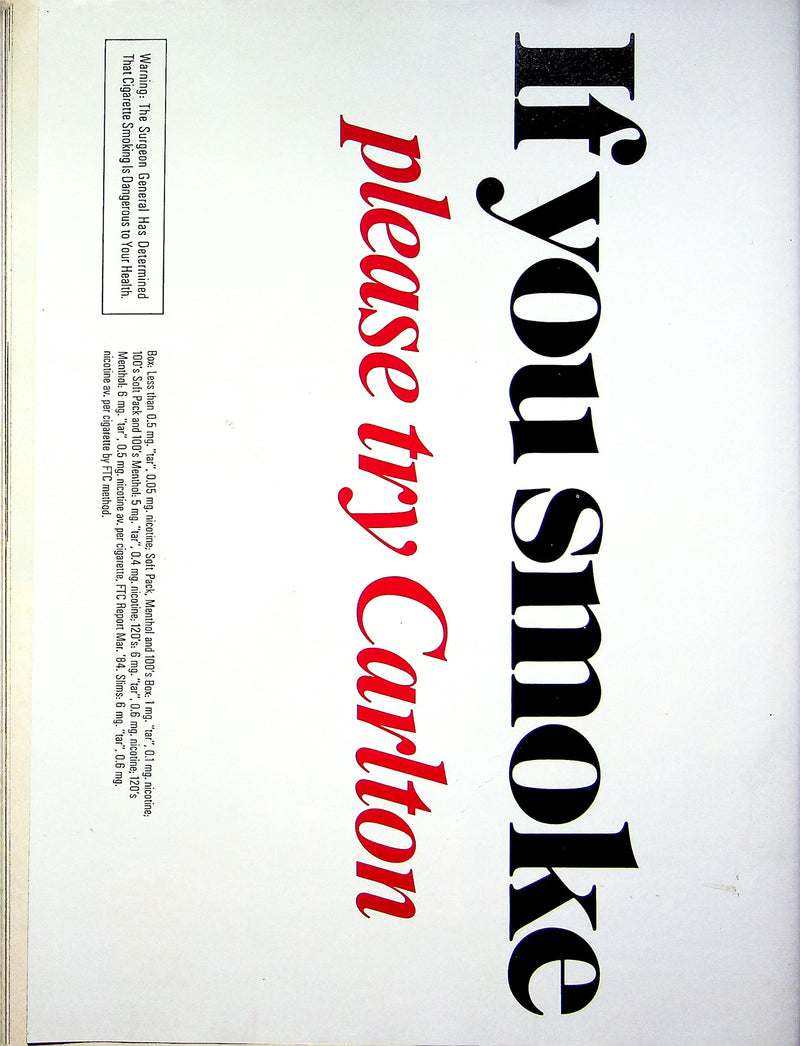 If you smoke
please try Carlton
Warning: The Surgeon General Has Determined
That Cigarette Smoking Is Dangerous to Your Health.
Box: Less than 0.5 mg. "tar", 0.05 mg. nicotine; Soft Pack, Menthol and 100's Box: 1 mg. "tar", 0.1 mg. nicotine;
100's Soft Pack and 100's Menthol: 5 mg. "tar", 0.4 mg. nicotine; 120's: 6 mg. "tar", 0.6 mg. nicotine; 120's
Menthol: 6 mg. "tar", 0.5 mg. nicotine av. per cigarette, FTC Report Mar. '84. Slims: 6 mg. "tar", 0.6 mg.
nicotine av. per cigarette by FTC method.